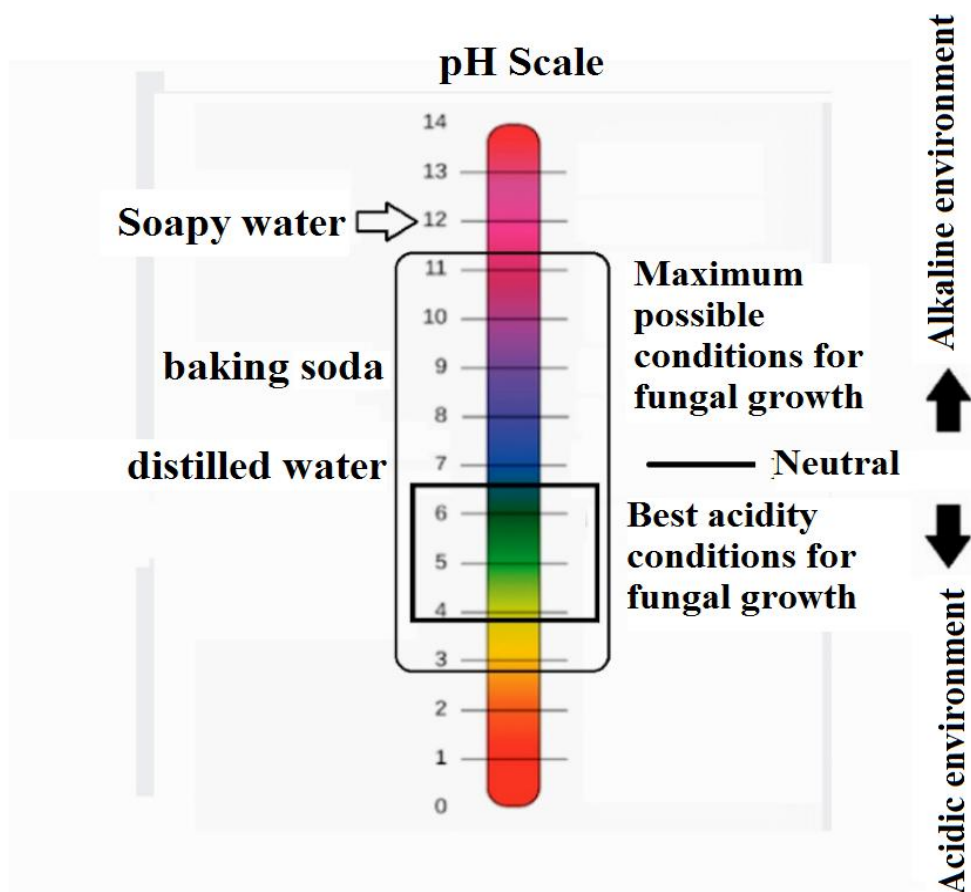 pH Scale
14
13
Soapy water
12
11
10
baking soda
9
8
distilled water
7
6
5
4
3
2
1
0
Maximum
possible
conditions for
fungal growth
Neutral
Best acidity
conditions for
fungal growth
Alkaline environment
Acidic environment